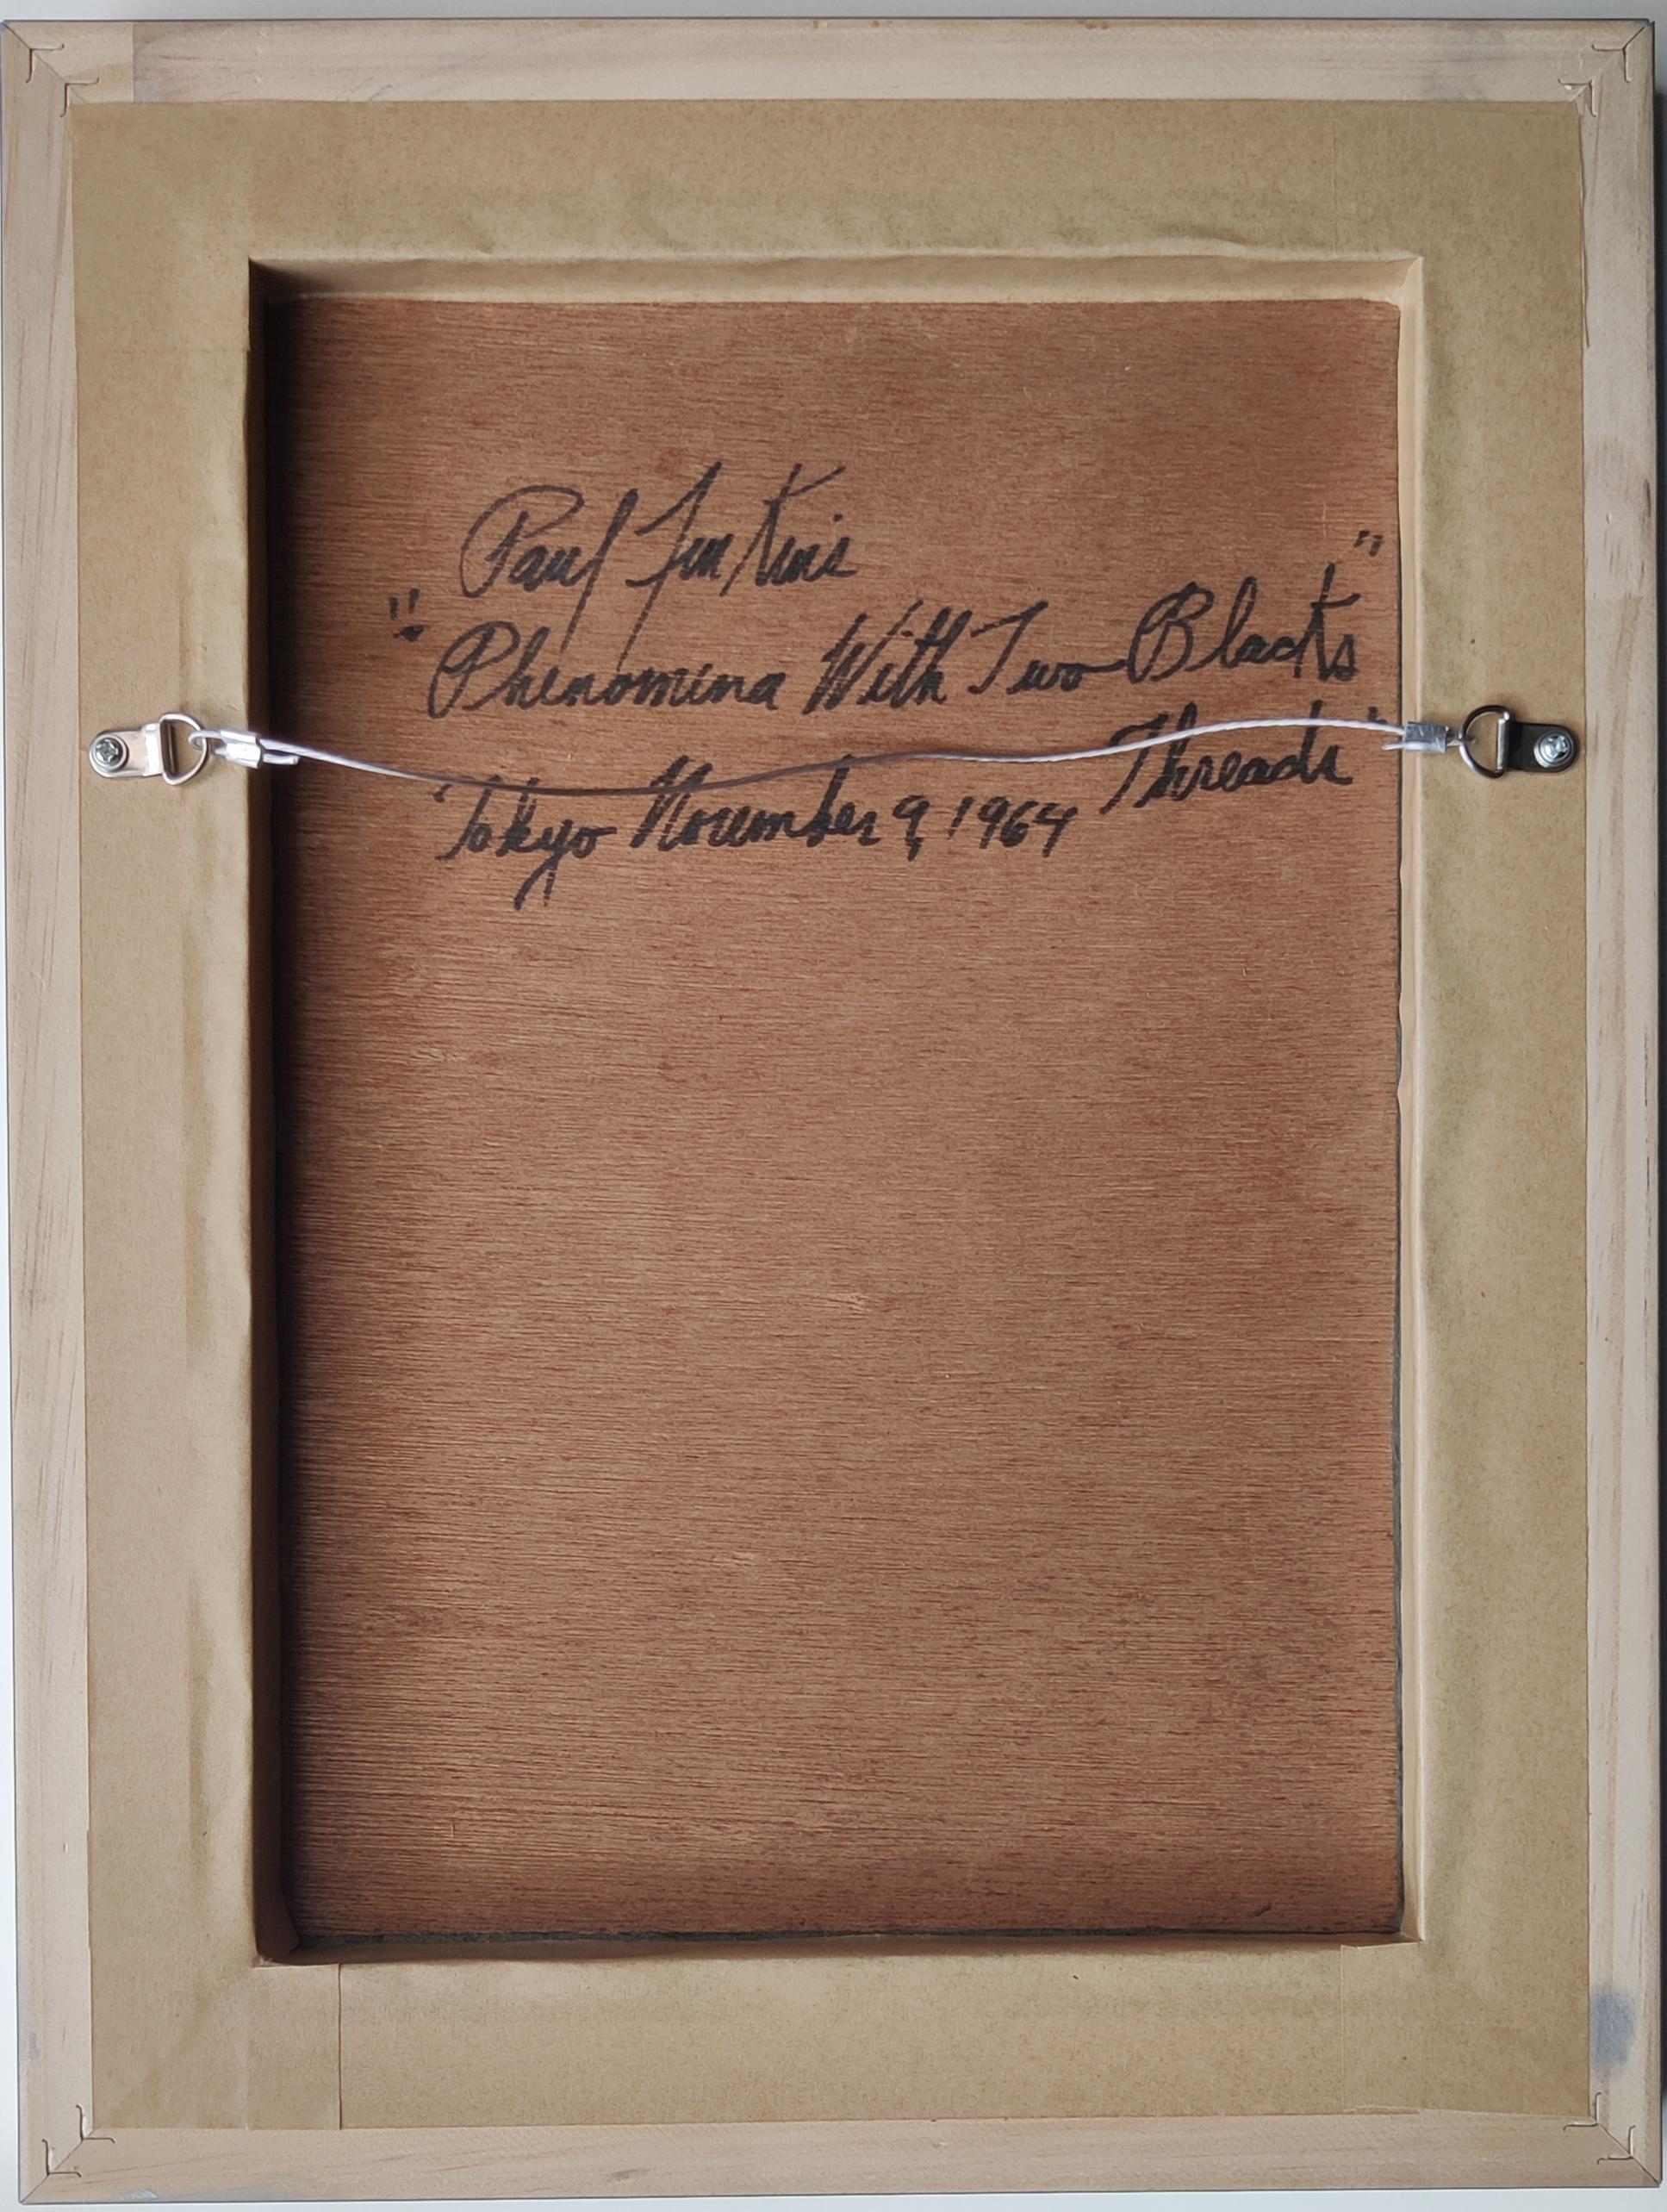 Paul Jenkins
"Phenomena With Two Blacks"
Threads"
Tokyo November 9, 1964